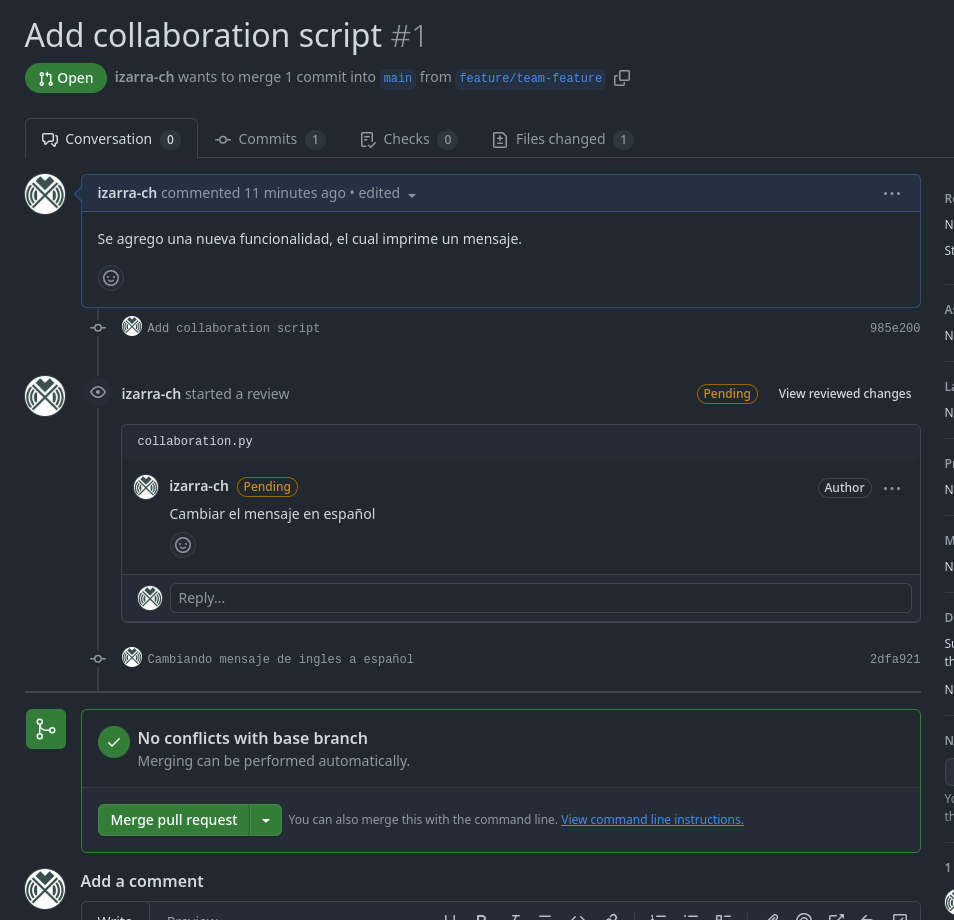 Add collaboration script #1
Open izarra-ch wants to merge 1 commit into main from feature/team-feature
Conversation 0 Commits 1 Checks 0 Files changed 1
izarra-ch commented 11 minutes ago • edited
Se agrego una nueva funcionalidad, el cual imprime un mensaje.
Add collaboration script 985e200
izarra-ch started a review Pending View reviewed changes
collaboration.py
izarra-ch Pending Author
Cambiar el mensaje en español
Reply...
Cambiando mensaje de ingles a español 2dfa921
No conflicts with base branch
Merging can be performed automatically.
Merge pull request You can also merge this with the command line. View command line instructions.
Add a comment
Write Preview